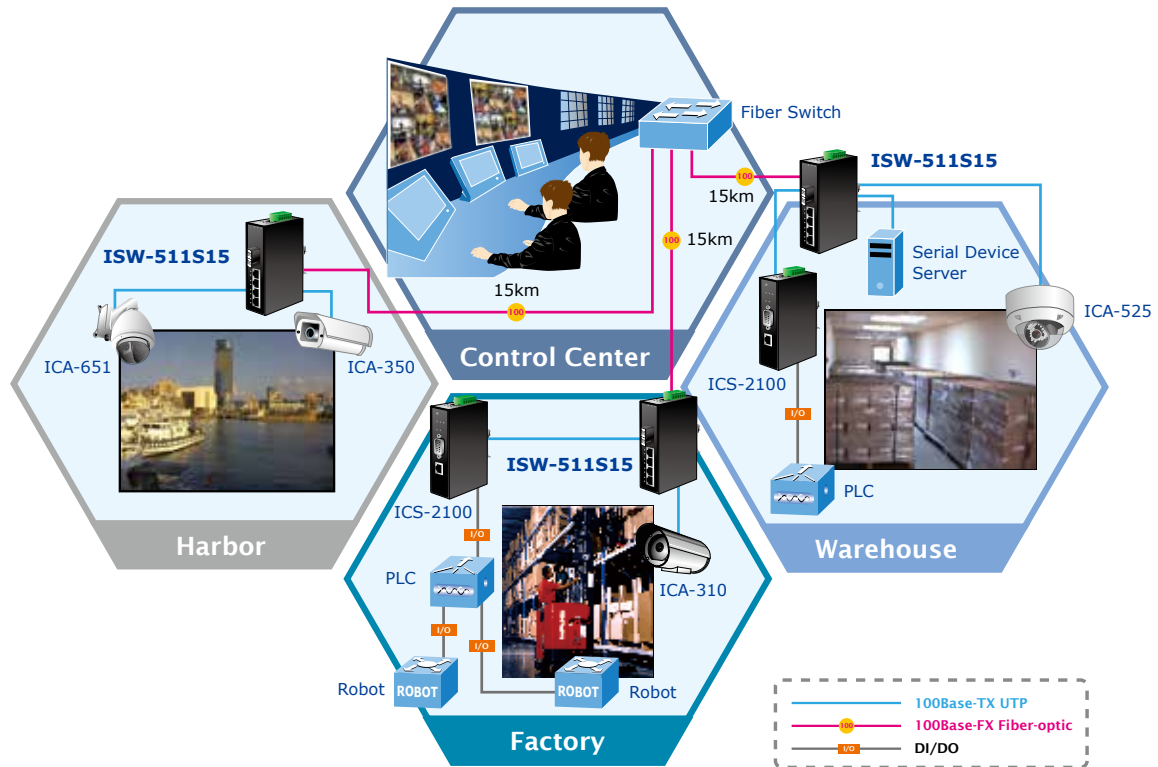 Fiber Switch
ISW-511S15
100
15km
100
15km
ISW-511S15
15km
100
Serial Device
Server
ICA-651
ICA-350
ICS-2100
ICA-525
Control Center
I/O
PLC
ISW-511S15
ICS-2100
I/O
Harbor
Warehouse
PLC
ICA-310
I/O
I/O
Robot
ROBOT
ROBOT
Robot
Factory
100Base-TX UTP
100
100Base-FX Fiber-optic
I/O
DI/DO